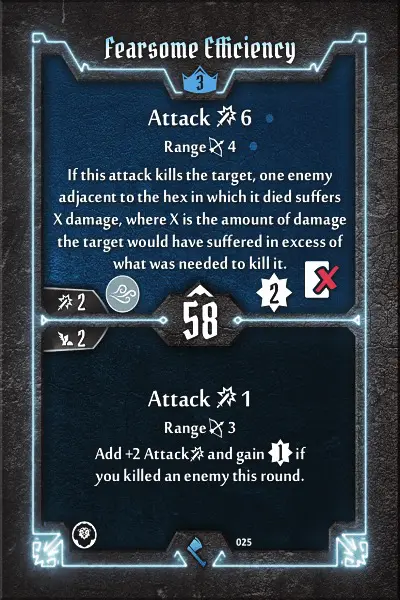 Fearsome Efficiency
3
Attack 6
Range 4
If this attack kills the target, one enemy
adjacent to the hex in which it died suffers
X damage, where X is the amount of damage
the target would have suffered in excess of
what was needed to kill it.
2
2
58
2
Attack 1
Range 3
Add +2 Attack and gain 1 if
you killed an enemy this round.
025